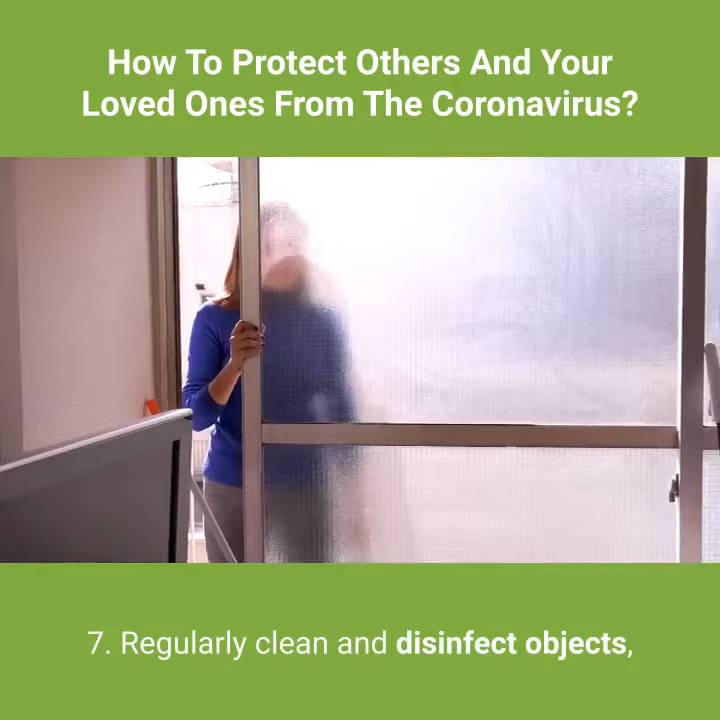 How To Protect Others And Your
Loved Ones From The Coronavirus?
7. Regularly clean and disinfect objects,